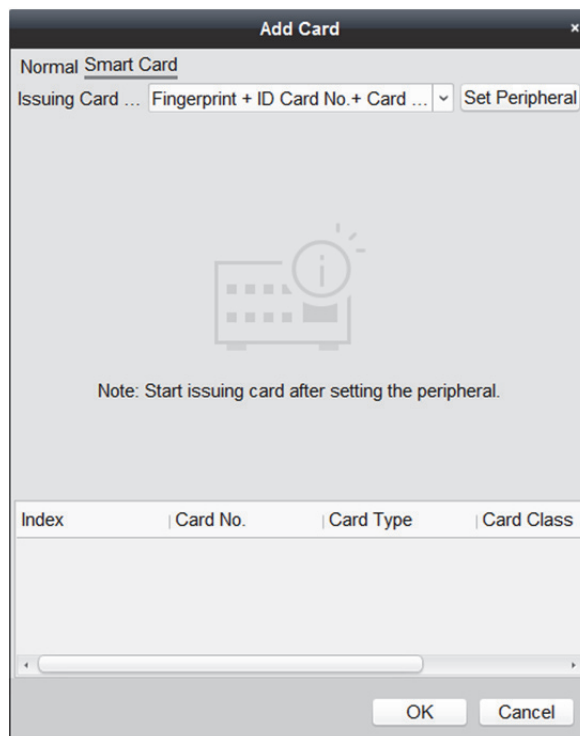 Add Card ×
Normal Smart Card
Issuing Card ... Fingerprint + ID Card No.+ Card ... Set Peripheral
Note: Start issuing card after setting the peripheral.
Index Card No. Card Type Card Class
OK Cancel